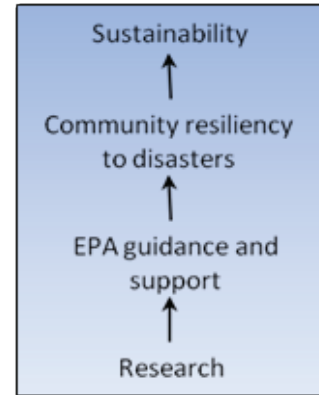 Sustainability
Community resiliency
to disasters
EPA guidance and
support
Research